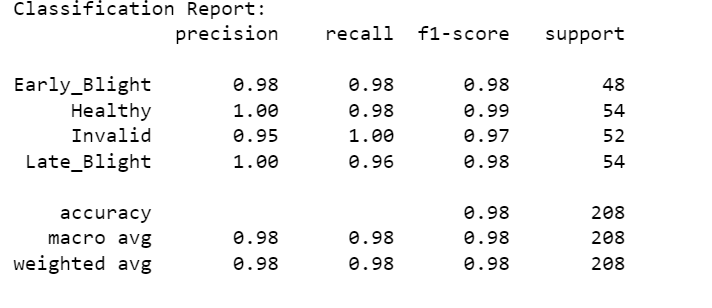 Classification Report:
precision recall f1-score support
Early_Blight 0.98 0.98 0.98 48
Healthy 1.00 0.98 0.99 54
Invalid 0.95 1.00 0.97 52
Late_Blight 1.00 0.96 0.98 54
accuracy 0.98 208
macro avg 0.98 0.98 0.98 208
weighted avg 0.98 0.98 0.98 208